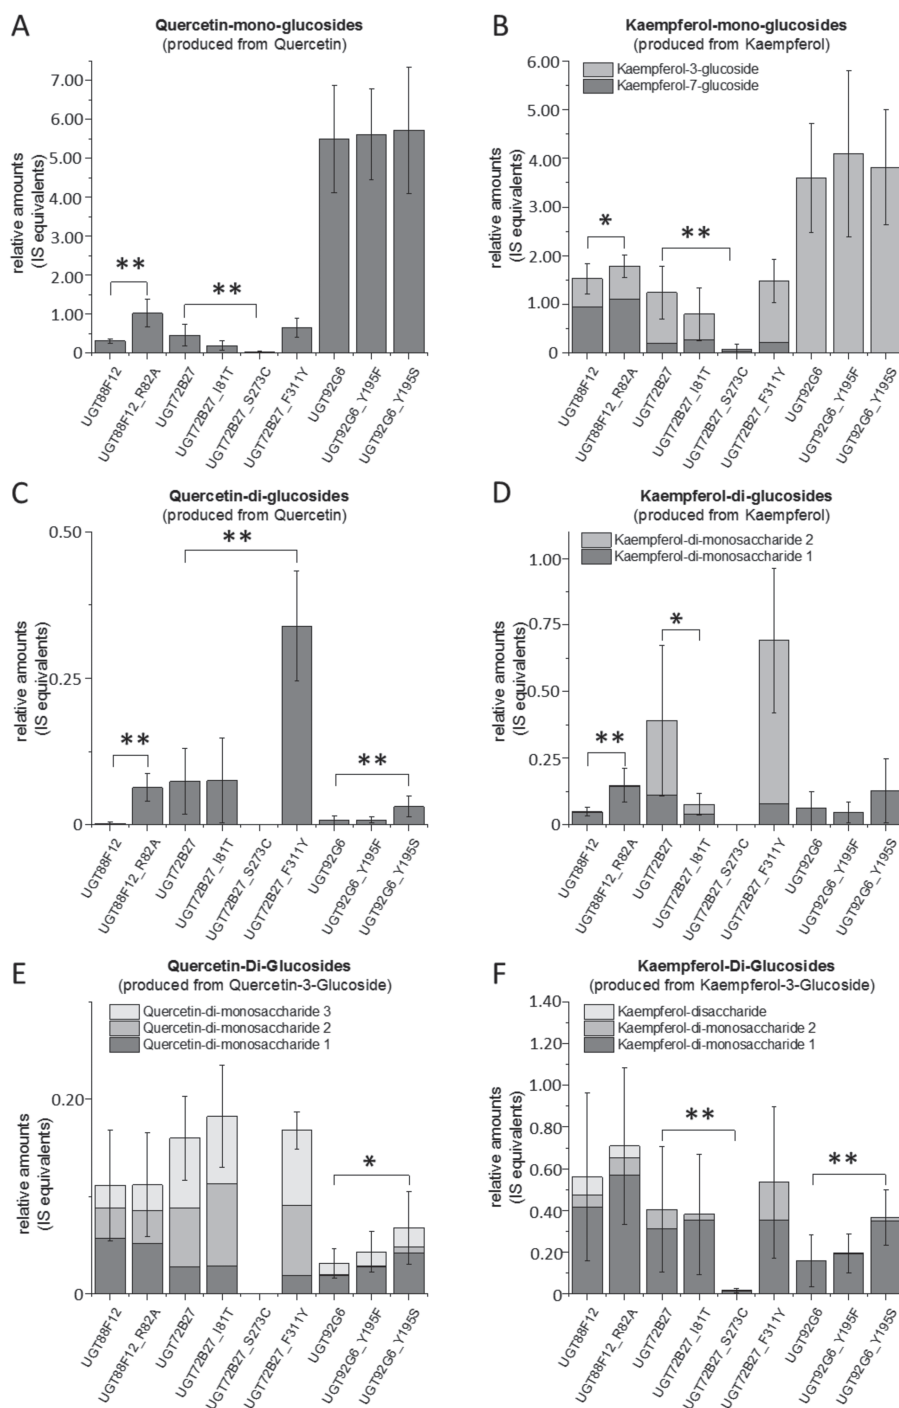 A
Quercetin-mono-glucosides
(produced from Quercetin)
relative amounts
(IS equivalents)
7.00
6.00
5.00
4.00
3.00
2.00
1.00
0
**
**
UGT88F12
UGT88F12_R82A
UGT72B27
UGT72B27_I81T
UGT72B27_S273C
UGT72B27_F311Y
UGT92G6
UGT92G6_Y195F
UGT92G6_Y195S
B
Kaempferol-mono-glucosides
(produced from Kaempferol)
Kaempferol-3-glucoside
Kaempferol-7-glucoside
relative amounts
(IS equivalents)
6.00
5.00
4.00
3.00
2.00
1.00
0
*
**
UGT88F12
UGT88F12_R82A
UGT72B27
UGT72B27_I81T
UGT72B27_S273C
UGT72B27_F311Y
UGT92G6
UGT92G6_Y195F
UGT92G6_Y195S
C
Quercetin-di-glucosides
(produced from Quercetin)
relative amounts
(IS equivalents)
0.50
0.25
0
**
**
**
UGT88F12
UGT88F12_R82A
UGT72B27
UGT72B27_I81T
UGT72B27_S273C
UGT72B27_F311Y
UGT92G6
UGT92G6_Y195F
UGT92G6_Y195S
D
Kaempferol-di-glucosides
(produced from Kaempferol)
Kaempferol-di-monosaccharide 2
Kaempferol-di-monosaccharide 1
relative amounts
(IS equivalents)
1.00
0.75
0.50
0.25
0
**
*
UGT88F12
UGT88F12_R82A
UGT72B27
UGT72B27_I81T
UGT72B27_S273C
UGT72B27_F311Y
UGT92G6
UGT92G6_Y195F
UGT92G6_Y195S
E
Quercetin-Di-Glucosides
(produced from Quercetin-3-Glucoside)
Quercetin-di-monosaccharide 3
Quercetin-di-monosaccharide 2
Quercetin-di-monosaccharide 1
relative amounts
(IS equivalents)
0.20
0
*
UGT88F12
UGT88F12_R82A
UGT72B27
UGT72B27_I81T
UGT72B27_S273C
UGT72B27_F311Y
UGT92G6
UGT92G6_Y195F
UGT92G6_Y195S
F
Kaempferol-Di-Glucosides
(produced from Kaempferol-3-Glucoside)
Kaempferol-disaccharide
Kaempferol-di-monosaccharide 2
Kaempferol-di-monosaccharide 1
relative amounts
(IS equivalents)
1.40
1.20
1.00
0.80
0.60
0.40
0.20
0
**
**
UGT88F12
UGT88F12_R82A
UGT72B27
UGT72B27_I81T
UGT72B27_S273C
UGT72B27_F311Y
UGT92G6
UGT92G6_Y195F
UGT92G6_Y195S